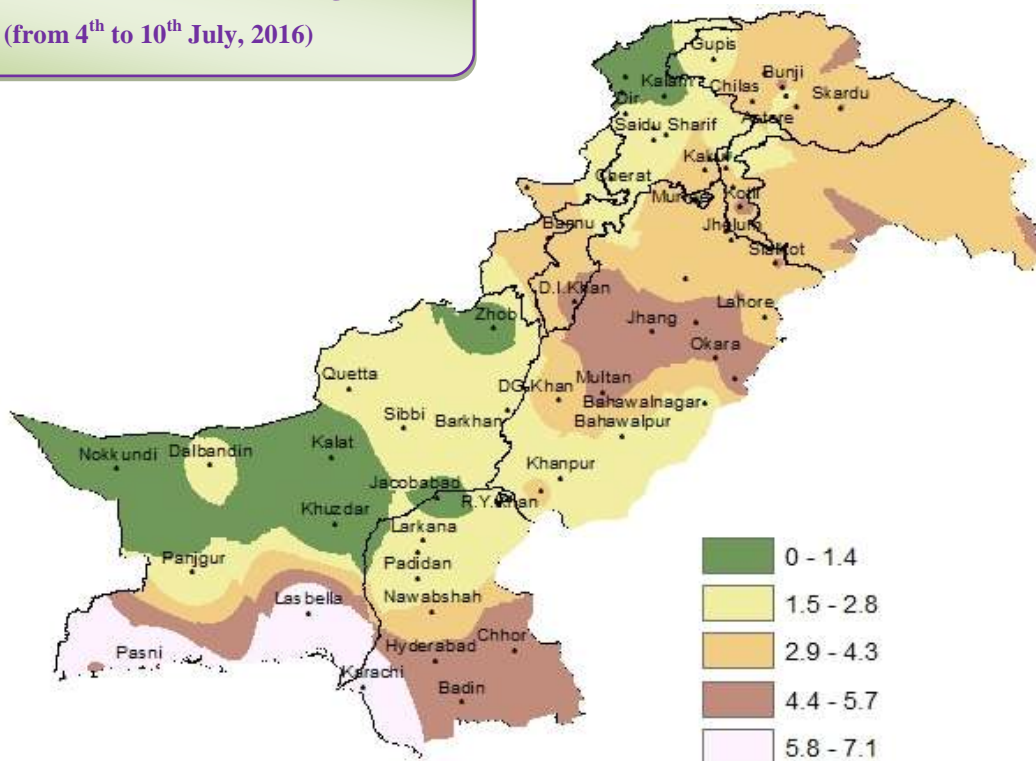 (from 4th to 10th July, 2016)
Gupis
Kalam
Chilas
Bunji
Skardu
Dir
Astore
Saidu Sharif
Kakul
Cherat
Murree
Kotli
Bannu
Jhelum
Sialkot
D.I.Khan
Lahore
Zhob
Jhang
Okara
Quetta
DG.Khan
Multan
Sibbi
Barkhan
Bahawalnagar
Bahawalpur
Nokkundi
Dalbandin
Kalat
Khanpur
Jacobabad
R.Y.Khan
Khuzdar
Larkana
Panjgur
Padidan
Lasbella
Nawabshah
Pasni
Hyderabad
Chhor
Karachi
Badin
0 - 1.4
1.5 - 2.8
2.9 - 4.3
4.4 - 5.7
5.8 - 7.1